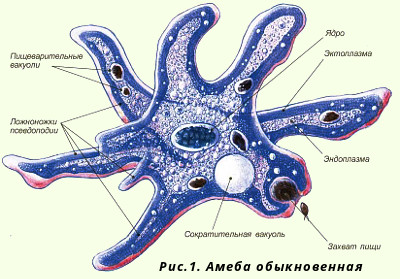 Ядро
Эктоплазма
Пищеварительные
вакуоли
Ложноножки
псевдоподии
Эндоплазма
Сократительная вакуоль
Захват пищи
Рис.1. Амеба обыкновенная